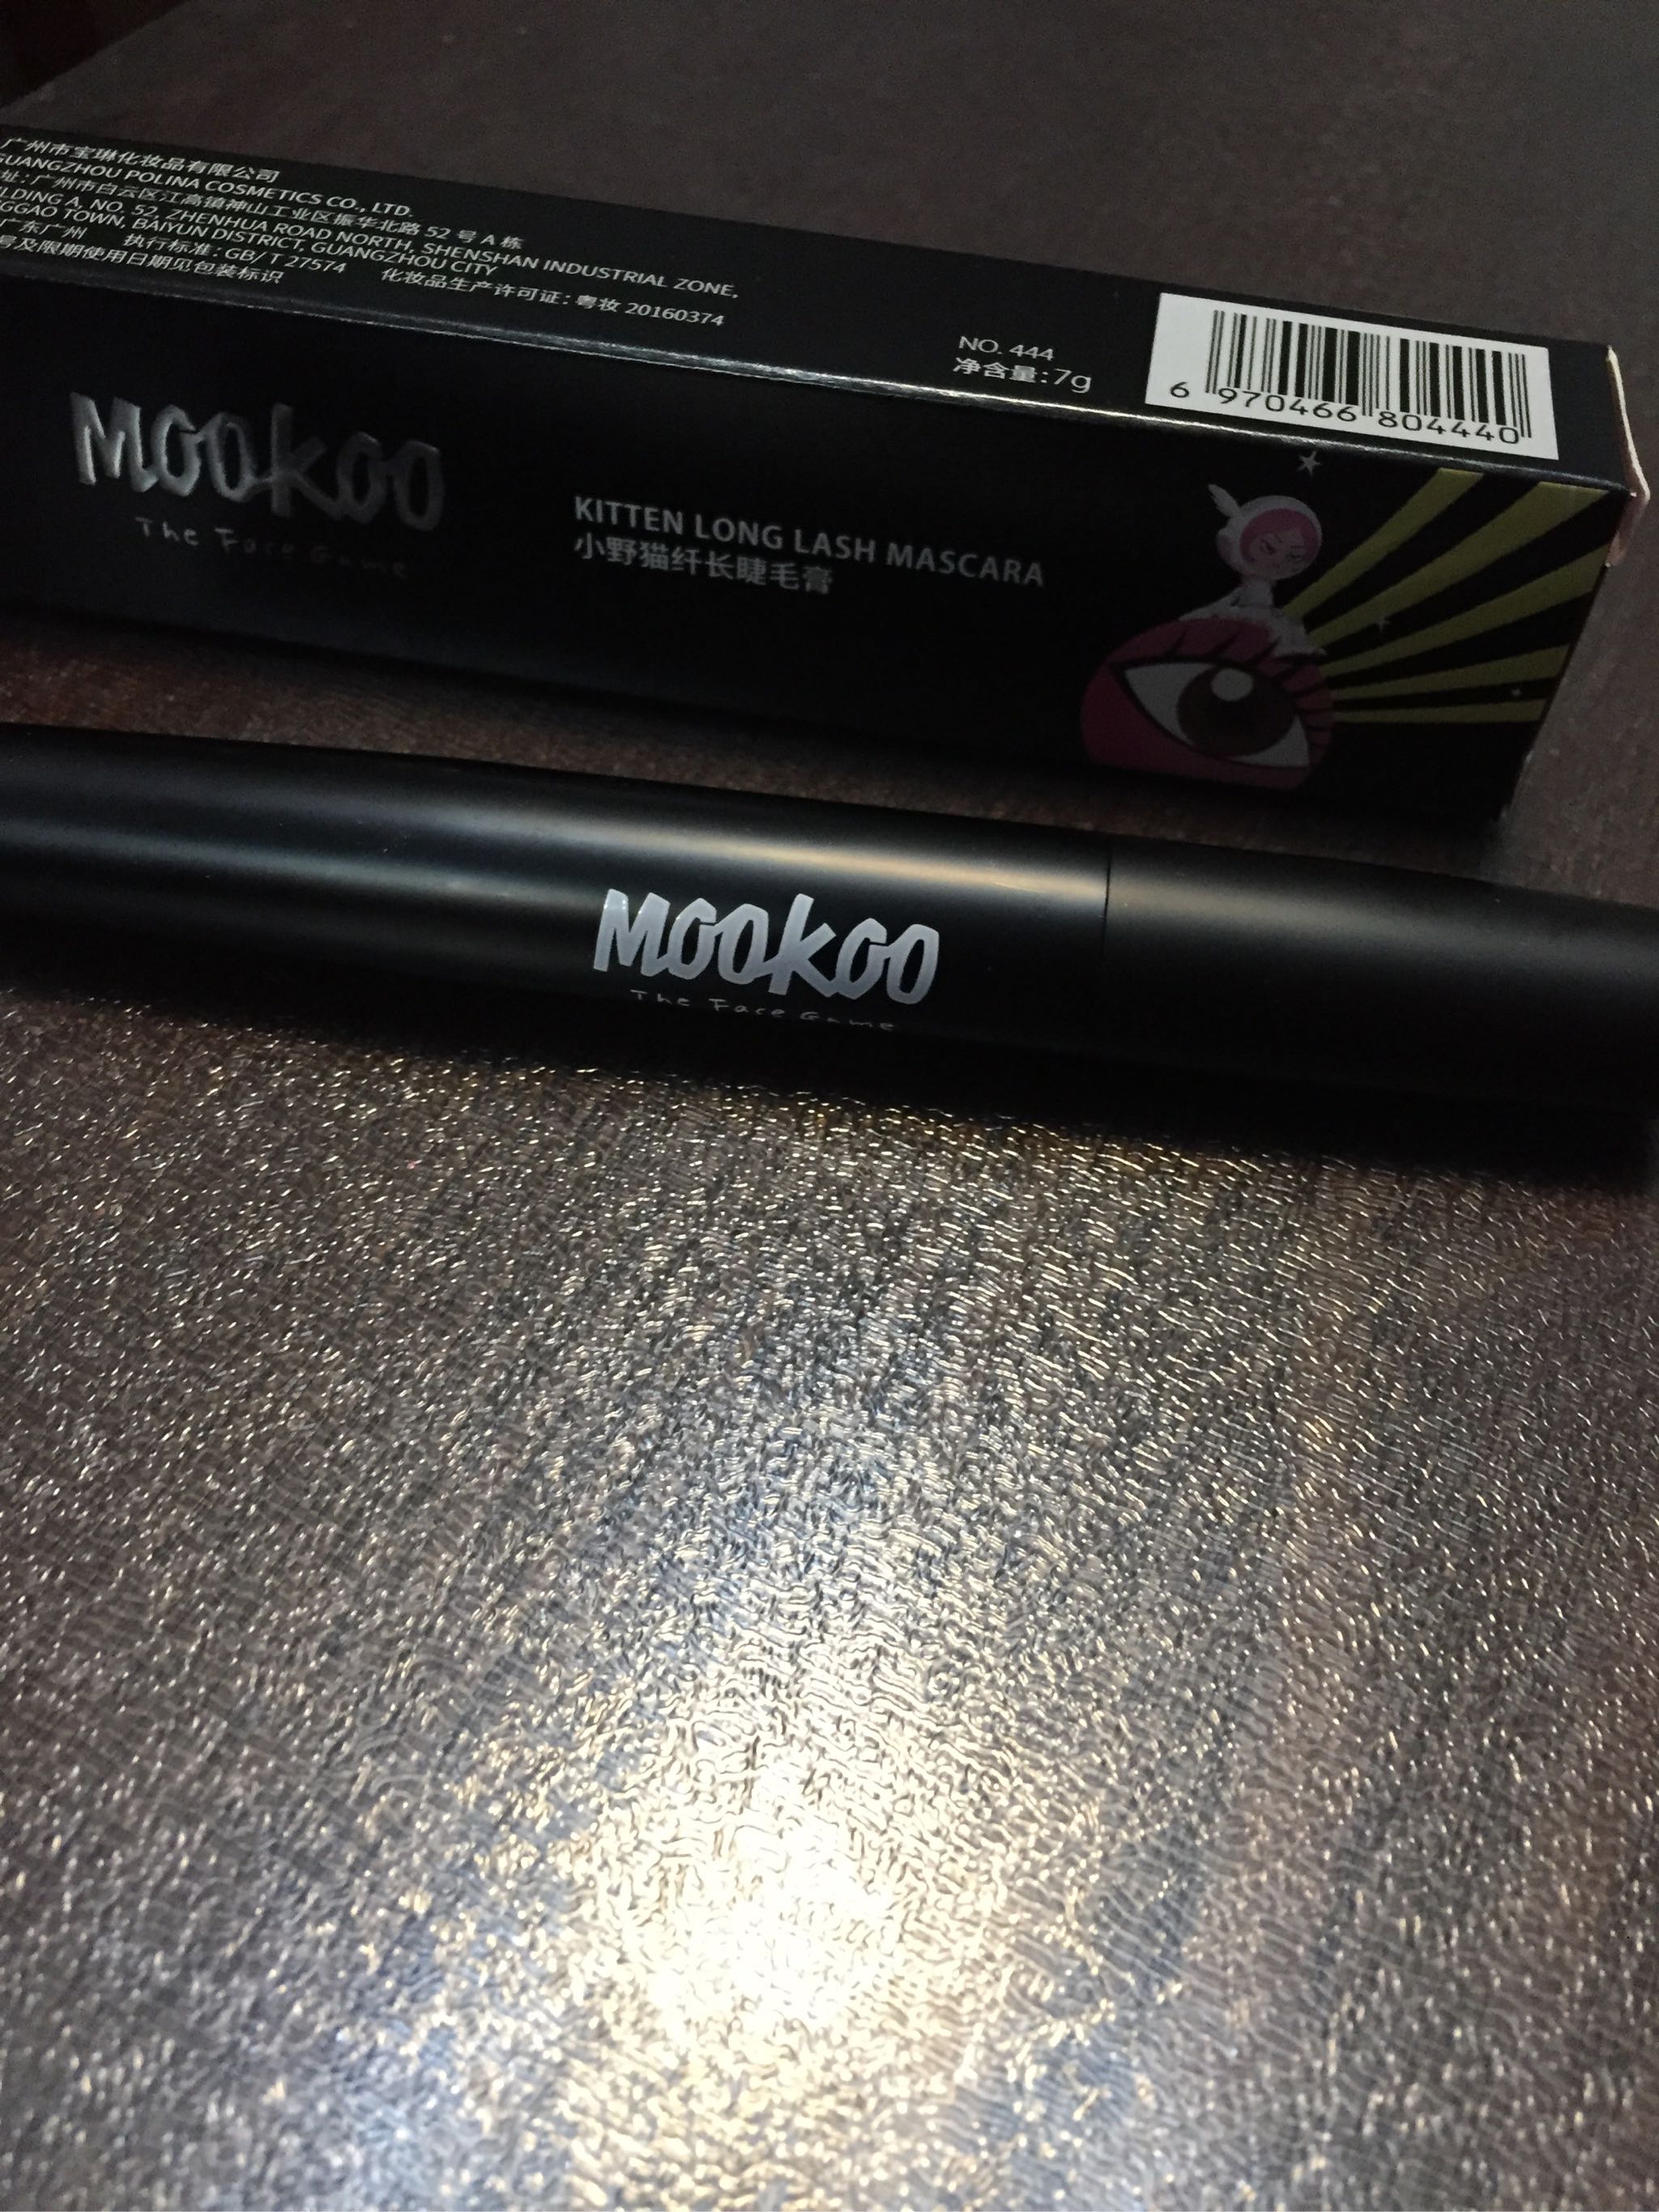 广州市宝琳化妆品有限公司
GUANGZHOU POLINA COSMETICS CO., LTD.
址:广州市白云区江高镇神山工业区振华北路 52 号 A 栋
LDING A, NO. 52, ZHENHUA ROAD NORTH, SHENSHAN INDUSTRIAL ZONE,
GGAO TOWN, BAIYUN DISTRICT, GUANGZHOU CITY
广东广州 执行标准:GB/T 27574 化妆品生产许可证:粤妆 20160374
号及限期使用日期见包装标识
NO. 444
净含量:7g
6 970466 804440
MOOKOO
The Face Game
KITTEN LONG LASH MASCARA
小野猫纤长睫毛膏
MOOKOO
The Face Game